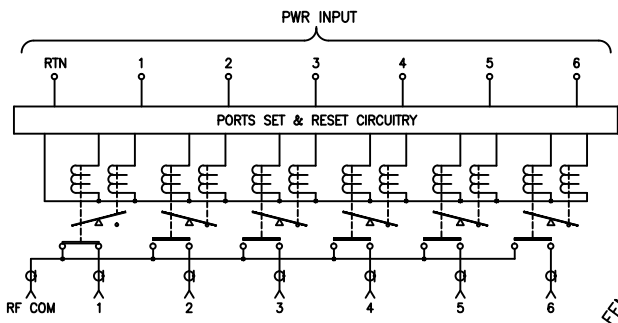 PWR INPUT
RTN 1 2 3 4 5 6
PORTS SET & RESET CIRCUITRY
RF COM 1 2 3 4 5 6